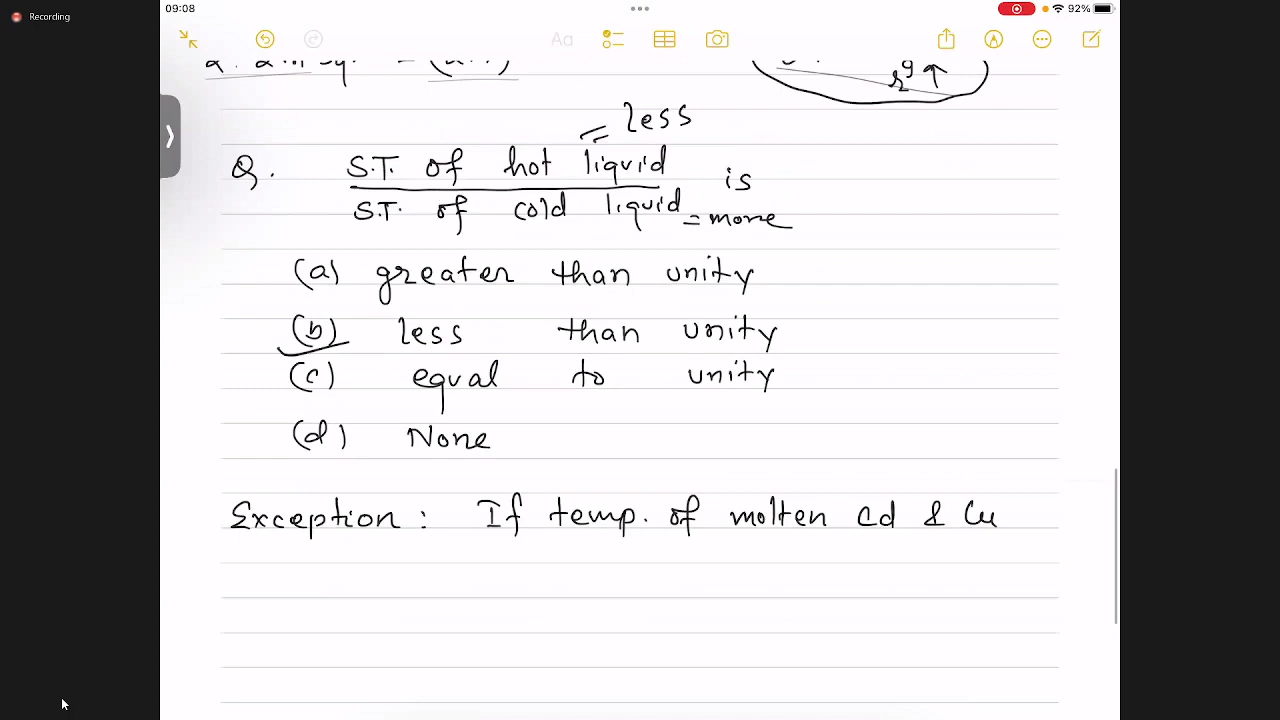 Recording
09:08
92%
Aa
less
Q. S.T. of hot liquid
is
S.T. of cold liquid = more
(a) greater than unity
(b) less than unity
(c) equal to unity
(d) None
Exception : If temp. of molten Cd & Cu